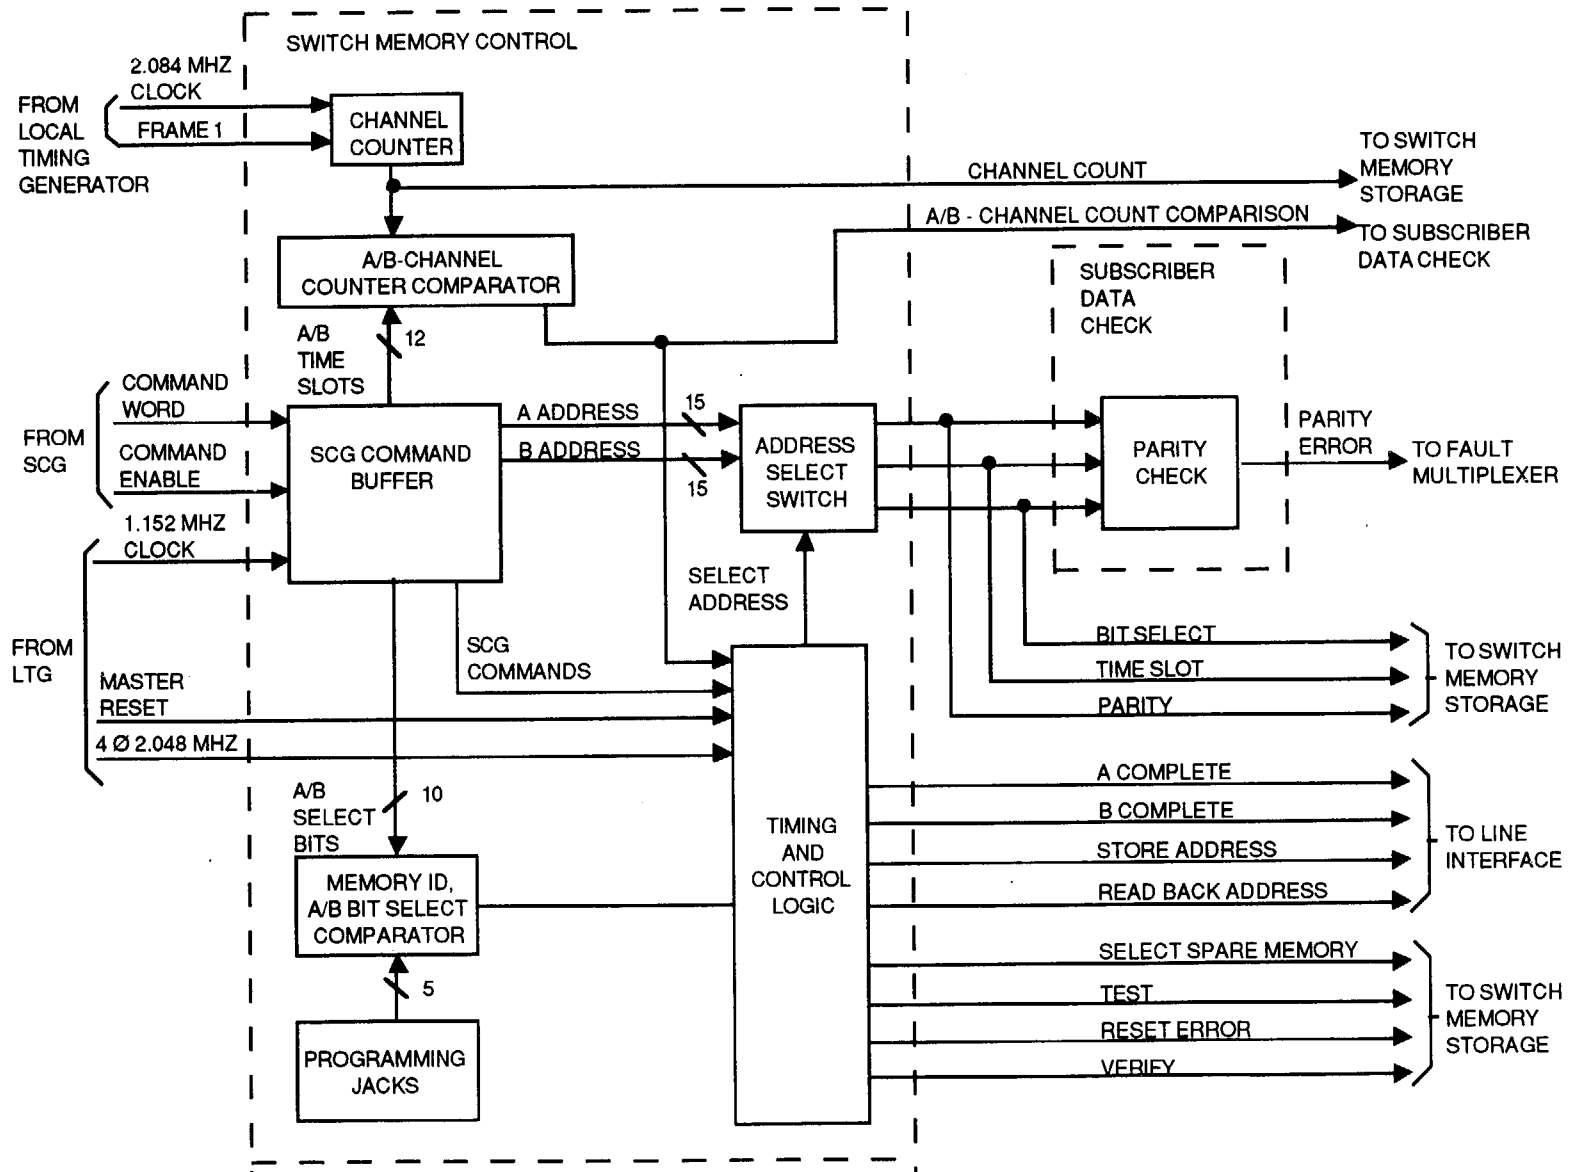 SWITCH MEMORY CONTROL
2.084 MHZ
CLOCK
FRAME 1
FROM
LOCAL
TIMING
GENERATOR
CHANNEL
COUNTER
CHANNEL COUNT
TO SWITCH
MEMORY
STORAGE
A/B - CHANNEL COUNT COMPARISON
TO SUBSCRIBER
DATA CHECK
A/B-CHANNEL
COUNTER COMPARATOR
SUBSCRIBER
DATA
CHECK
A/B
TIME
SLOTS
12
COMMAND
WORD
COMMAND
ENABLE
FROM
SCG
1.152 MHZ
CLOCK
SCG COMMAND
BUFFER
A ADDRESS
15
B ADDRESS
15
ADDRESS
SELECT
SWITCH
PARITY
CHECK
PARITY
ERROR
TO FAULT
MULTIPLEXER
SELECT
ADDRESS
FROM
LTG
MASTER
RESET
4 Ø 2.048 MHZ
SCG
COMMANDS
BIT SELECT
TIME SLOT
PARITY
TO SWITCH
MEMORY
STORAGE
A/B
SELECT
BITS
10
MEMORY ID,
A/B BIT SELECT
COMPARATOR
5
PROGRAMMING
JACKS
TIMING
AND
CONTROL
LOGIC
A COMPLETE
B COMPLETE
STORE ADDRESS
READ BACK ADDRESS
TO LINE
INTERFACE
SELECT SPARE MEMORY
TEST
RESET ERROR
VERIFY
TO SWITCH
MEMORY
STORAGE